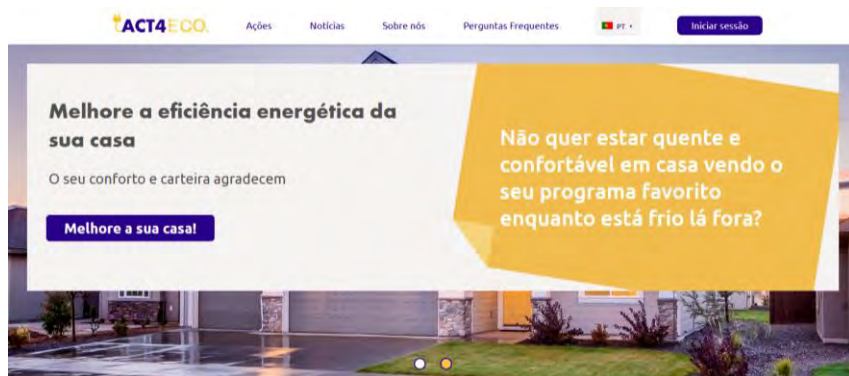 ACT4ECO.
Ações
Notícias
Sobre nós
Perguntas Frequentes
PT
Iniciar sessão
Melhore a eficiência energética da
sua casa
O seu conforto e carteira agradecem
Melhore a sua casa!
Não quer estar quente e
confortável em casa vendo o
seu programa favorito
enquanto está frio lá fora?